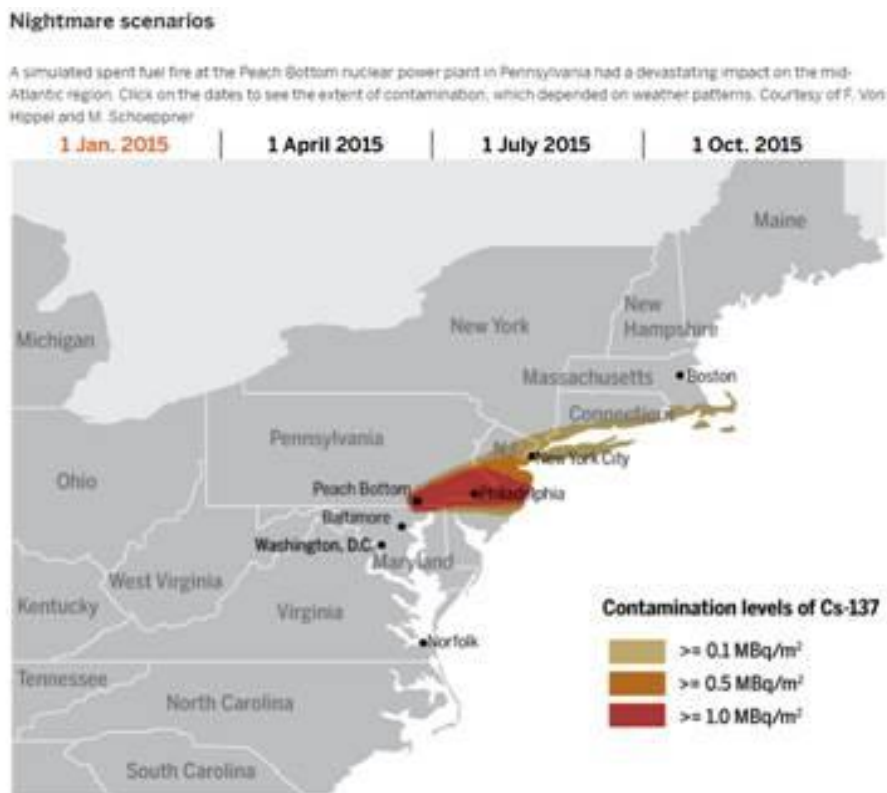 Nightmare scenarios
A simulated spent fuel fire at the Peach Bottom nuclear power plant in Pennsylvania had a devastating impact on the mid-
Atlantic region. Click on the dates to see the extent of contamination, which depended on weather patterns. Courtesy of F. Von
Hippel and M. Schoeppner
1 Jan. 2015 | 1 April 2015 | 1 July 2015 | 1 Oct. 2015
Maine
New
Hampshire
New York
Michigan
Massachusetts
Boston
Connecticut
Pennsylvania
N.J.
New York City
Ohio
Peach Bottom
Philadelphia
Baltimore
Washington, D.C.
Maryland
West Virginia
Kentucky
Virginia
Norfolk
Tennessee
North Carolina
South Carolina
Contamination levels of Cs-137
>= 0.1 MBq/m²
>= 0.5 MBq/m²
>= 1.0 MBq/m²